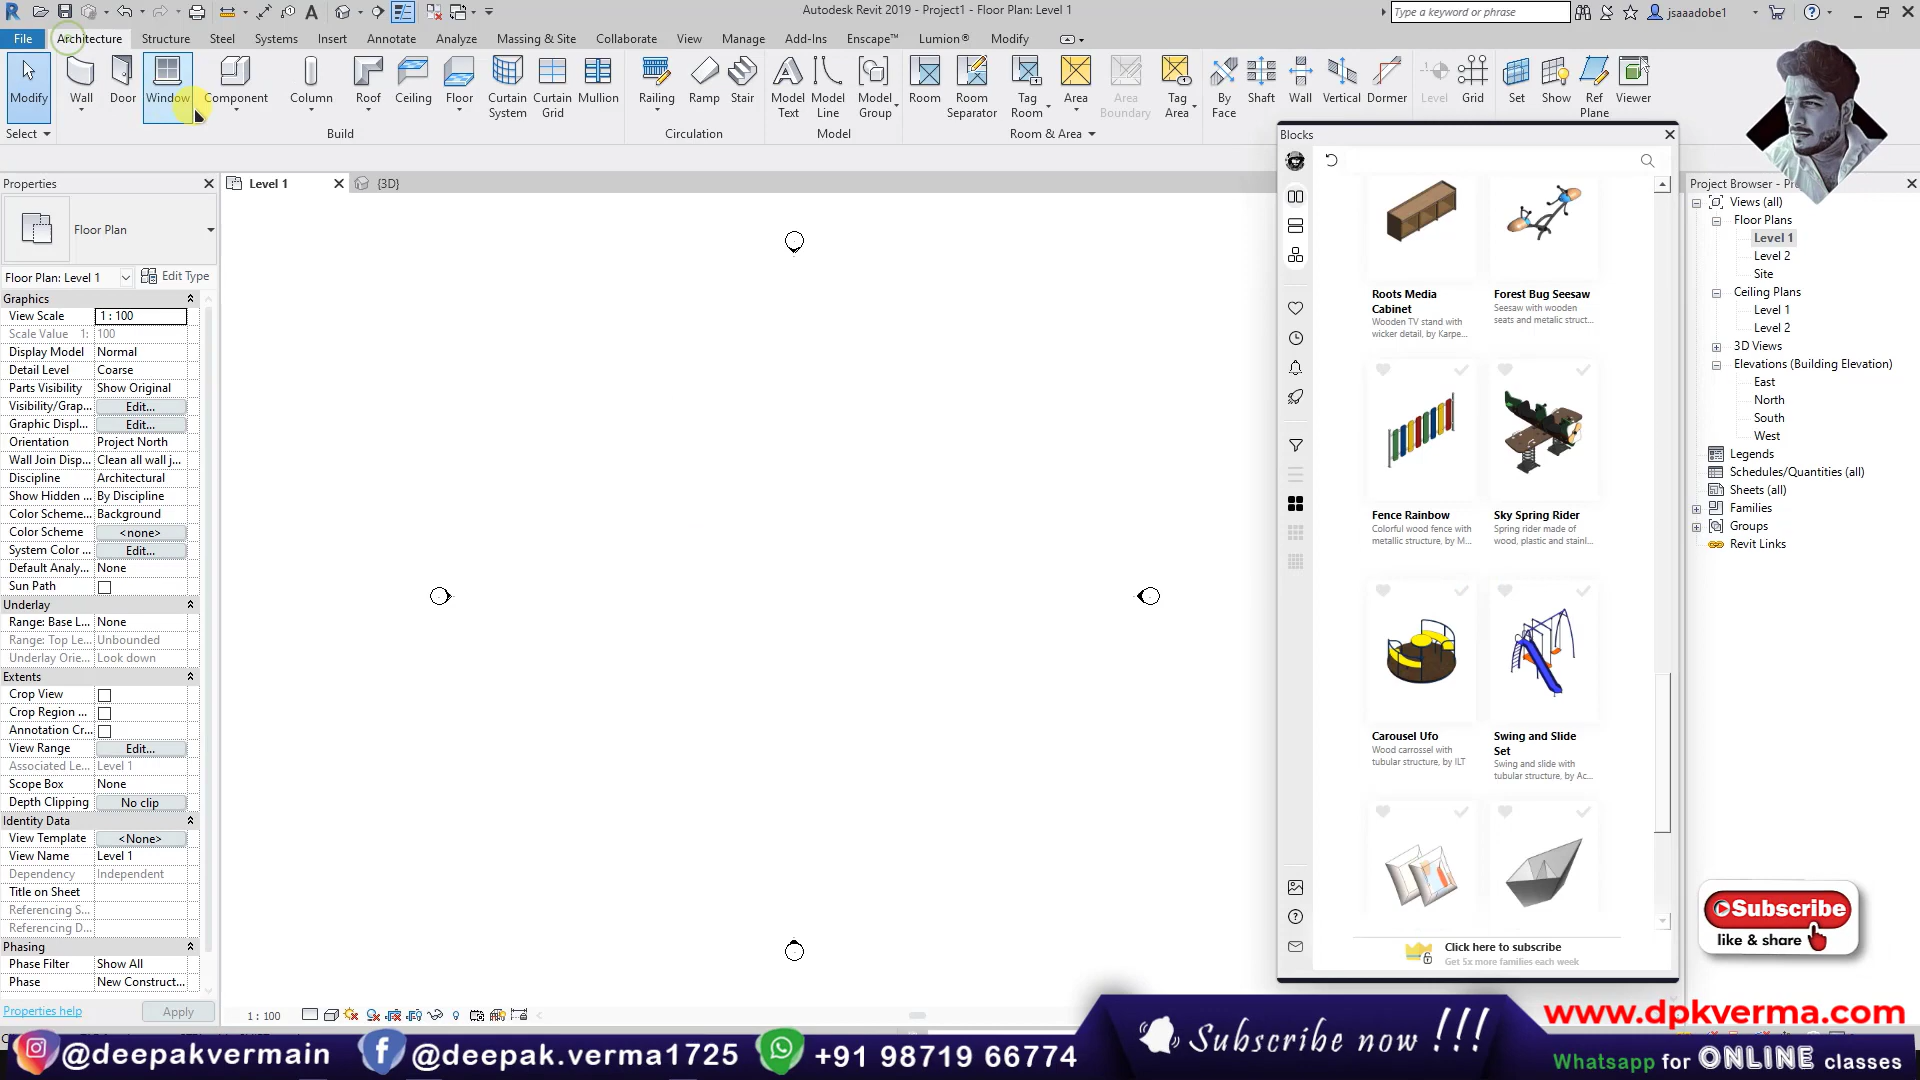 Autodesk Revit 2019 - Project1 - Floor Plan: Level 1
Type a keyword or phrase
jsaaadobe1
File Architecture Structure Steel Systems Insert Annotate Analyze Massing & Site Collaborate View Manage Add-Ins Enscape™ Lumion® Modify
Modify Wall Door Window Component Column Roof Ceiling Floor Curtain System Curtain Grid Mullion Railing Ramp Stair Model Text Model Line Model Group Room Room Separator Tag Room Area Area Boundary Tag Area By Face Shaft Wall Vertical Dormer Level Grid Set Show Ref Plane Viewer
Select Build Circulation Model Room & Area
Blocks
Properties
Level 1
{3D}
Floor Plan
Floor Plan: Level 1
Edit Type
Graphics
View Scale 1 : 100
Scale Value 1: 100
Display Model Normal
Detail Level Coarse
Parts Visibility Show Original
Visibility/Grap... Edit...
Graphic Displ... Edit...
Orientation Project North
Wall Join Disp... Clean all wall j...
Discipline Architectural
Show Hidden ... By Discipline
Color Scheme... Background
Color Scheme <none>
System Color ... Edit...
Default Analy... None
Sun Path
Underlay
Range: Base L... None
Range: Top Le... Unbounded
Underlay Orie... Look down
Extents
Crop View
Crop Region ...
Annotation Cr...
View Range Edit...
Associated Le... Level 1
Scope Box None
Depth Clipping No clip
Identity Data
View Template <None>
View Name Level 1
Dependency Independent
Title on Sheet
Referencing S...
Referencing D...
Phasing
Phase Filter Show All
Phase New Construct...
Properties help
Apply
1 : 100
Roots Media Cabinet
Wooden TV stand with wicker detail, by Karpe...
Forest Bug Seesaw
Seesaw with wooden seats and metalic struct...
Fence Rainbow
Colorful wood fence with metallic structure, by M...
Sky Spring Rider
Spring rider made of wood, plastic and stainl...
Carousel Ufo
Wood carrossel with tubular structure, by ILT
Swing and Slide Set
Swing and slide with tubular structure, by Ac...
Click here to subscribe
Get 5x more families each week
Project Browser - Pr
Views (all)
Floor Plans
Level 1
Level 2
Site
Ceiling Plans
Level 1
Level 2
3D Views
Elevations (Building Elevation)
East
North
South
West
Legends
Schedules/Quantities (all)
Sheets (all)
Families
Groups
Revit Links
Subscribe
like & share
@deepakvermain
@deepak.verma1725
+91 98719 66774
Subscribe now !!!
www.dpkverma.com
Whatsapp for ONLINE classes